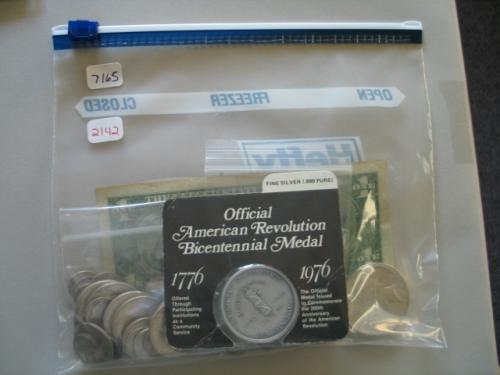 7165
CLOSED
FREEZER
OPEN
2142
Hefty
FINE SILVER (.999 PURE)
Official
American Revolution
Bicentennial Medal
1776
1976
Offered
Through
Participating
Institutions
as a
Community
Service
The Official
Medal Issued
to Commemorate
the 200th
Anniversary
of the American
Revolution